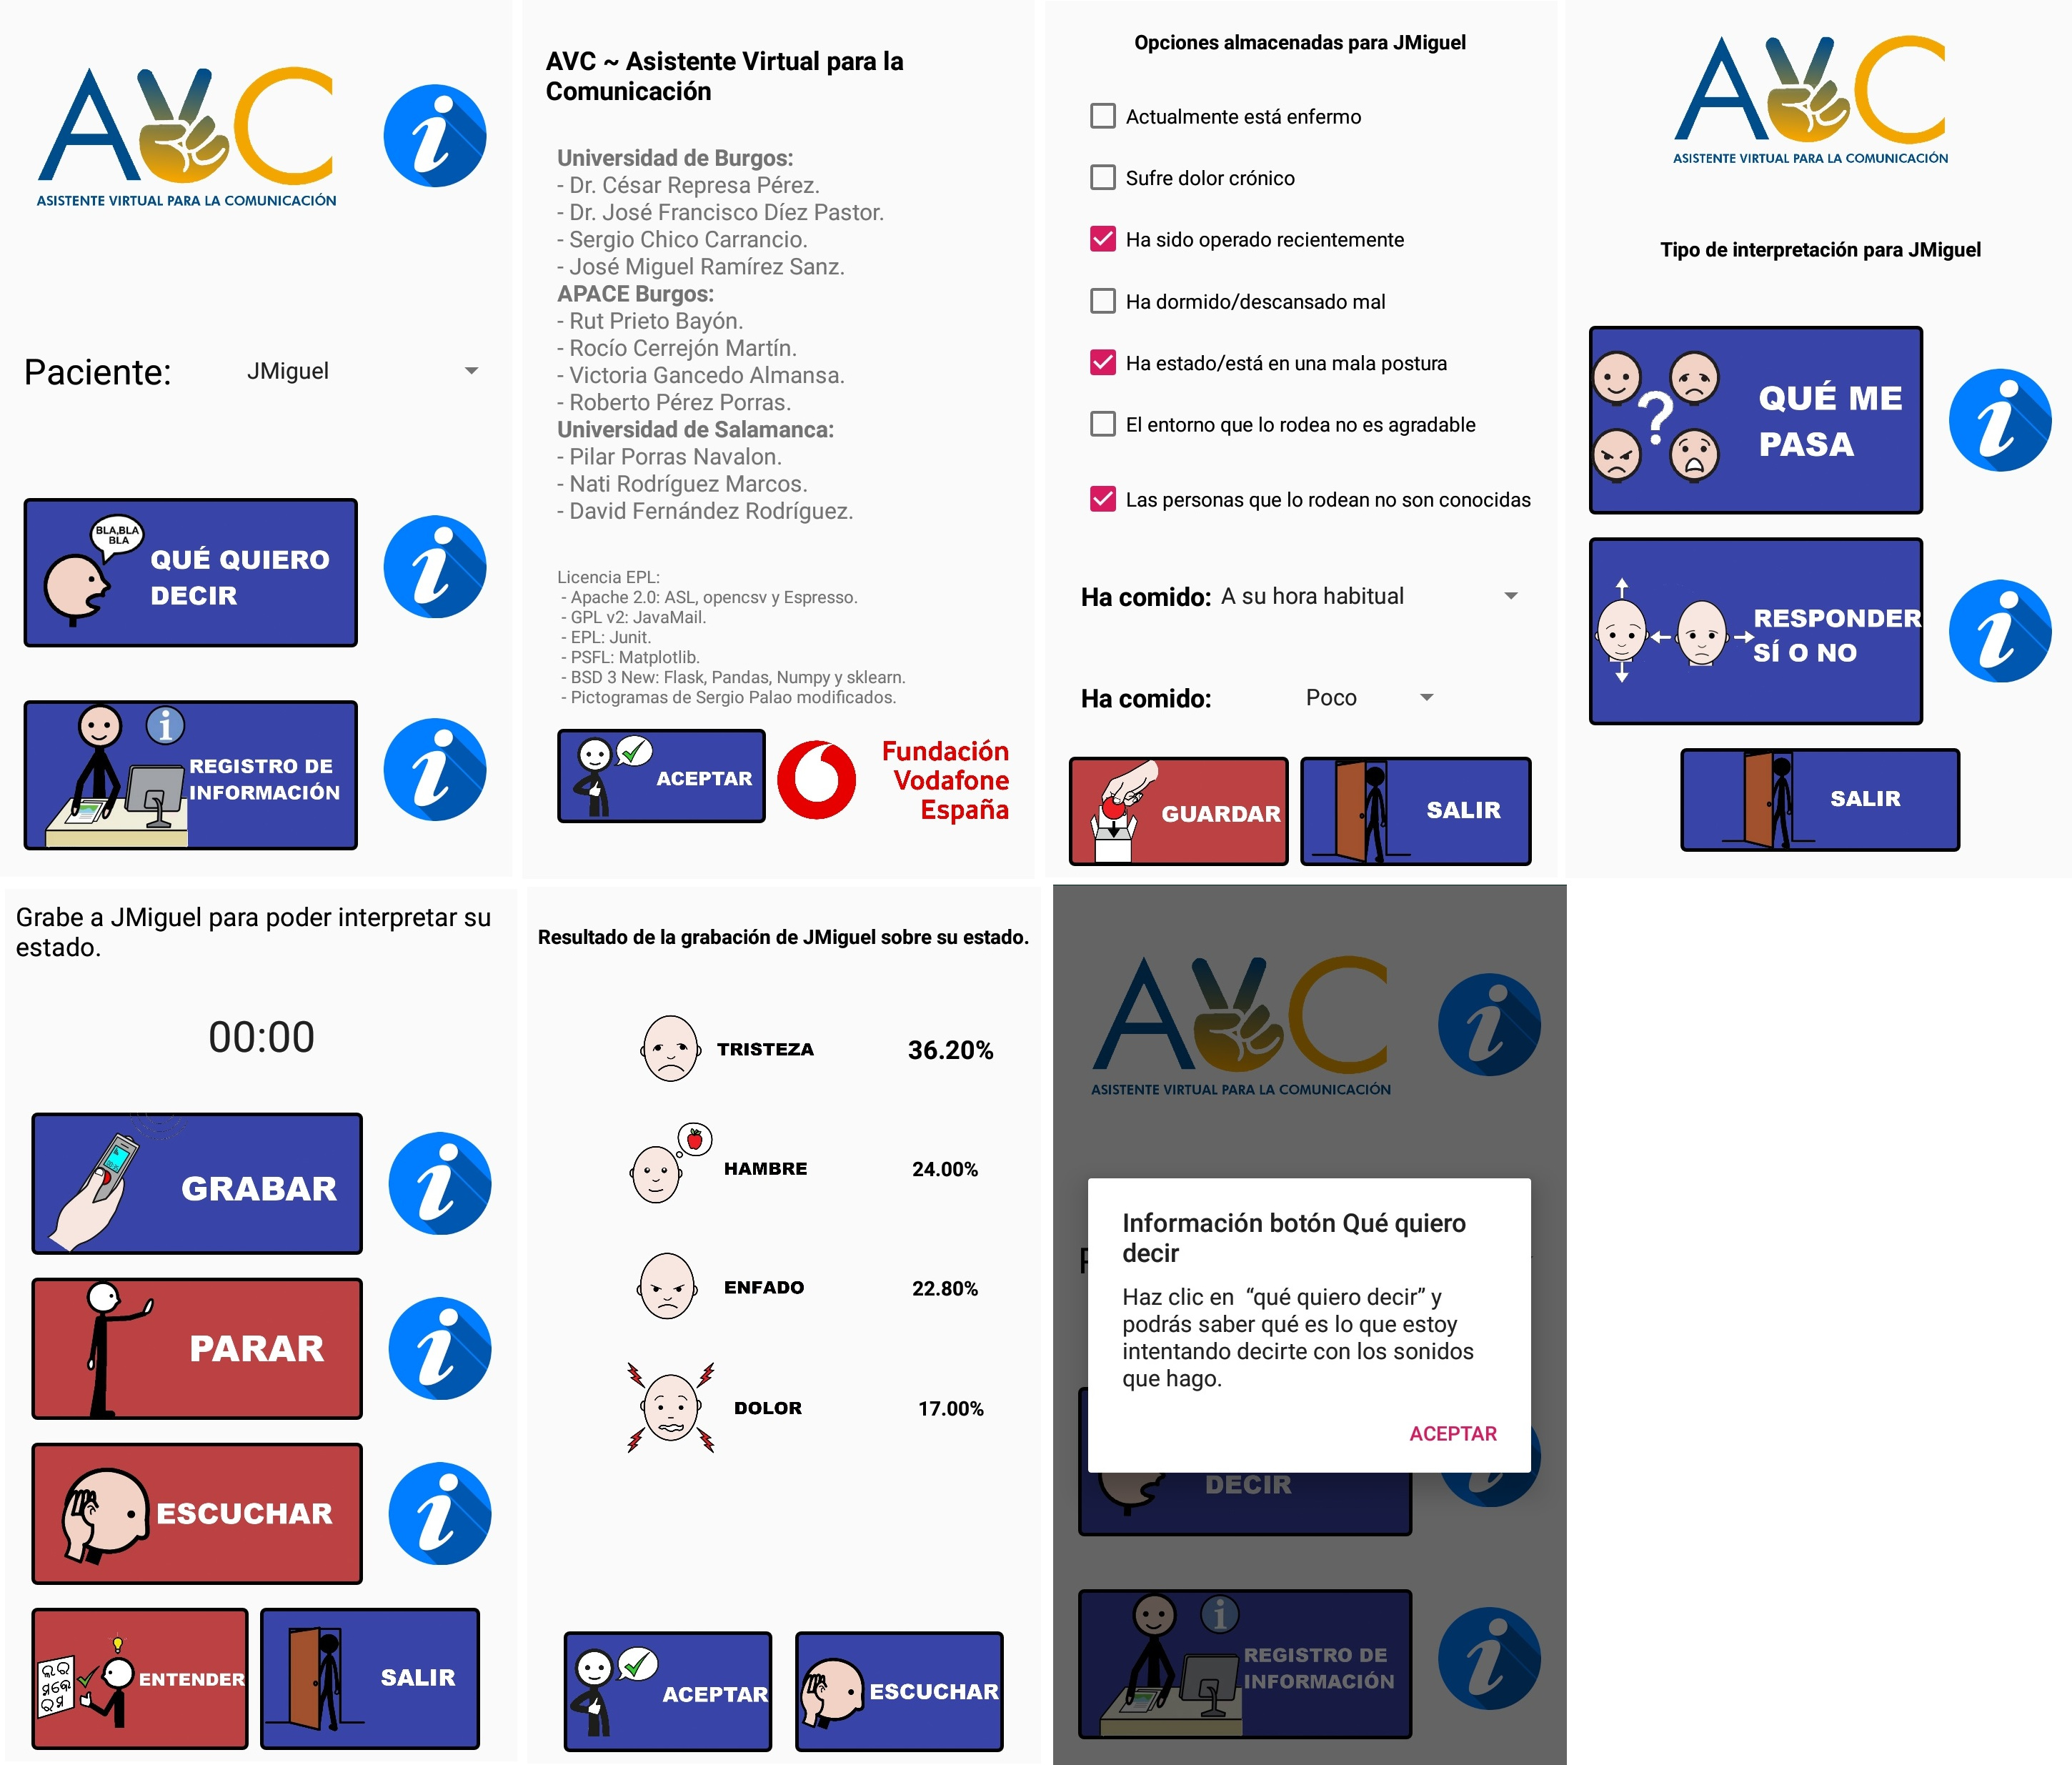 AVC
ASISTENTE VIRTUAL PARA LA COMUNICACIÓN
Paciente: JMiguel
BLA,BLA
BLA
QUÉ QUIERO
DECIR
REGISTRO DE
INFORMACIÓN
AVC ~ Asistente Virtual para la
Comunicación
Universidad de Burgos:
- Dr. César Represa Pérez.
- Dr. José Francisco Díez Pastor.
- Sergio Chico Carrancio.
- José Miguel Ramírez Sanz.
APACE Burgos:
- Rut Prieto Bayón.
- Rocío Cerrejón Martín.
- Victoria Gancedo Almansa.
- Roberto Pérez Porras.
Universidad de Salamanca:
- Pilar Porras Navalon.
- Nati Rodríguez Marcos.
- David Fernández Rodríguez.
Licencia EPL:
- Apache 2.0: ASL, opencsv y Espresso.
- GPL v2: JavaMail.
- EPL: Junit.
- PSFL: Matplotlib.
- BSD 3 New: Flask, Pandas, Numpy y sklearn.
- Pictogramas de Sergio Palao modificados.
ACEPTAR
Fundación
Vodafone
España
Opciones almacenadas para JMiguel
Actualmente está enfermo
Sufre dolor crónico
Ha sido operado recientemente
Ha dormido/descansado mal
Ha estado/está en una mala postura
El entorno que lo rodea no es agradable
Las personas que lo rodean no son conocidas
Ha comido: A su hora habitual
Ha comido: Poco
GUARDAR
SALIR
AVC
ASISTENTE VIRTUAL PARA LA COMUNICACIÓN
Tipo de interpretación para JMiguel
?
QUÉ ME
PASA
RESPONDER
SÍ O NO
SALIR
Grabe a JMiguel para poder interpretar su
estado.
00:00
GRABAR
PARAR
ESCUCHAR
ENTENDER
SALIR
Resultado de la grabación de JMiguel sobre su estado.
TRISTEZA 36.20%
HAMBRE 24.00%
ENFADO 22.80%
DOLOR 17.00%
ACEPTAR
ESCUCHAR
AVC
ASISTENTE VIRTUAL PARA LA COMUNICACIÓN
Información botón Qué quiero
decir
Haz clic en “qué quiero decir” y
podrás saber qué es lo que estoy
intentando decirte con los sonidos
que hago.
ACEPTAR
DECIR
REGISTRO DE
INFORMACIÓN